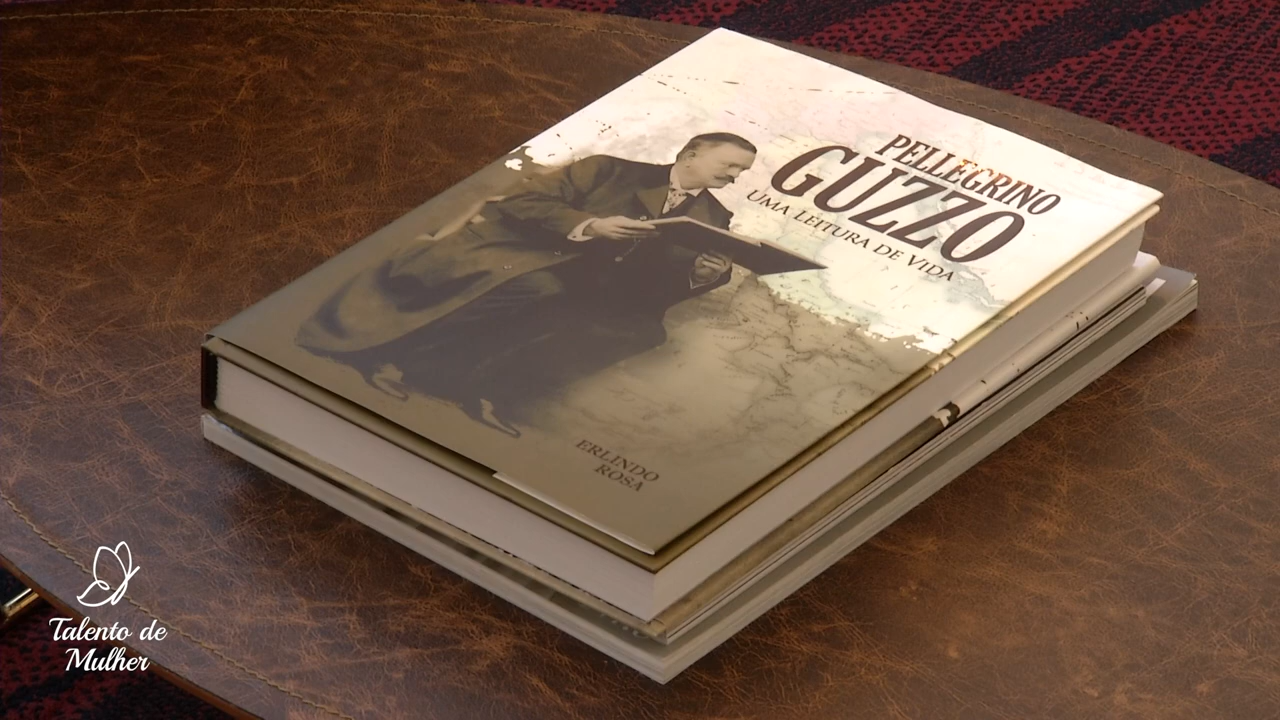 PELLEGRINO
GUZZO
UMA LEITURA DE VIDA
ERLINDO
ROSA
Talento de
Mulher